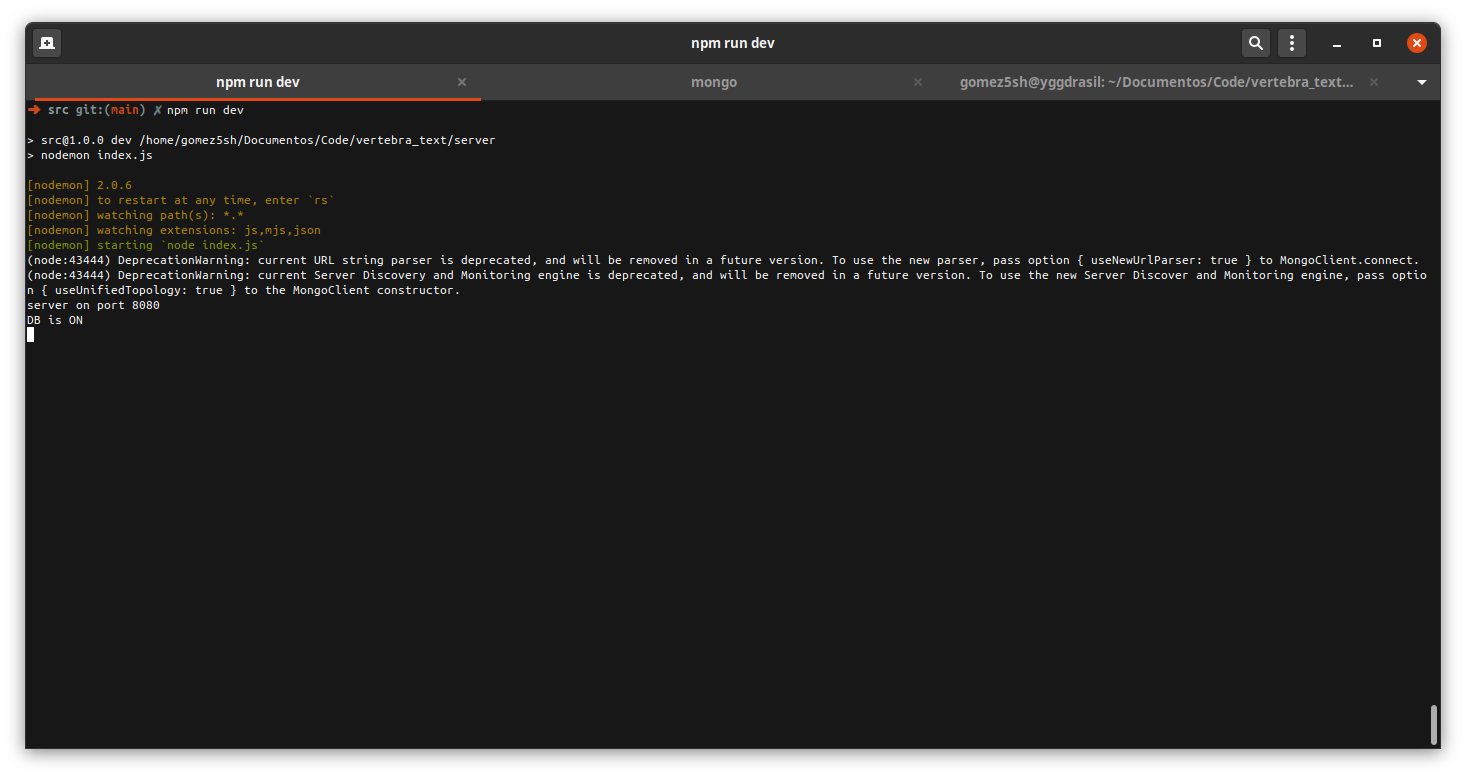 npm run dev
npm run dev
mongo
gomez5sh@yggdrasil: ~/Documentos/Code/vertebra_text...
➜ src git:(main) ✗ npm run dev
> src@1.0.0 dev /home/gomez5sh/Documentos/Code/vertebra_text/server
> nodemon index.js
[nodemon] 2.0.6
[nodemon] to restart at any time, enter `rs`
[nodemon] watching path(s): *.*
[nodemon] watching extensions: js,mjs,json
[nodemon] starting `node index.js`
(node:43444) DeprecationWarning: current URL string parser is deprecated, and will be removed in a future version. To use the new parser, pass option { useNewUrlParser: true } to MongoClient.connect.
(node:43444) DeprecationWarning: current Server Discovery and Monitoring engine is deprecated, and will be removed in a future version. To use the new Server Discover and Monitoring engine, pass optio
n { useUnifiedTopology: true } to the MongoClient constructor.
server on port 8080
DB is ON